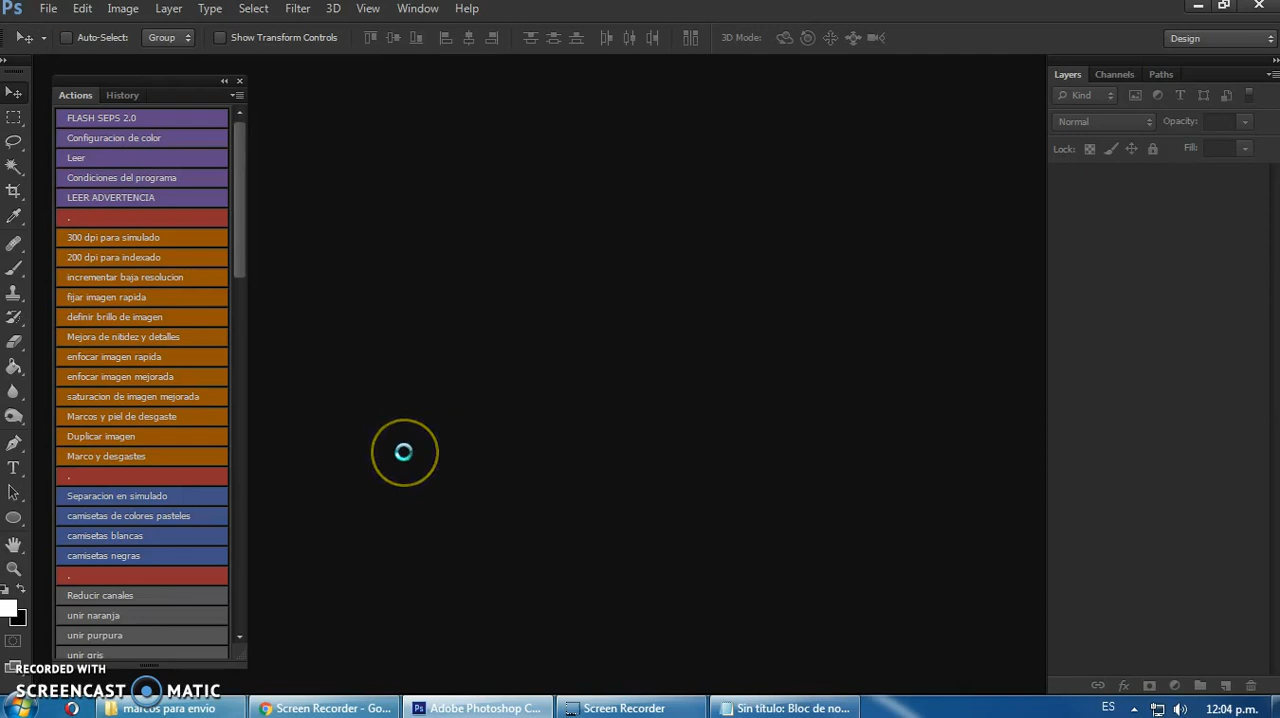 Ps File Edit Image Layer Type Select Filter 3D View Window Help
Auto-Select: Group Show Transform Controls 3D Mode: Design
Actions History
FLASH SEPS 2.0
Configuracion de color
Leer
Condiciones del programa
LEER ADVERTENCIA
.
300 dpi para simulado
200 dpi para indexado
incrementar baja resolucion
fijar imagen rapida
definir brillo de imagen
Mejora de nitidez y detalles
enfocar imagen rapida
enfocar imagen mejorada
saturacion de imagen mejorada
Marcos y piel de desgaste
Duplicar imagen
Marco y desgastes
.
Separacion en simulado
camisetas de colores pasteles
camisetas blancas
camisetas negras
.
Reducir canales
unir naranja
unir purpura
unir gris
Layers Channels Paths
Kind
Normal Opacity:
Lock: Fill:
fx
RECORDED WITH
SCREENCAST MATIC
marcos para envio Screen Recorder - Go... Ps Adobe Photoshop C... Screen Recorder Sin título: Bloc de no... ES 12:04 p.m.